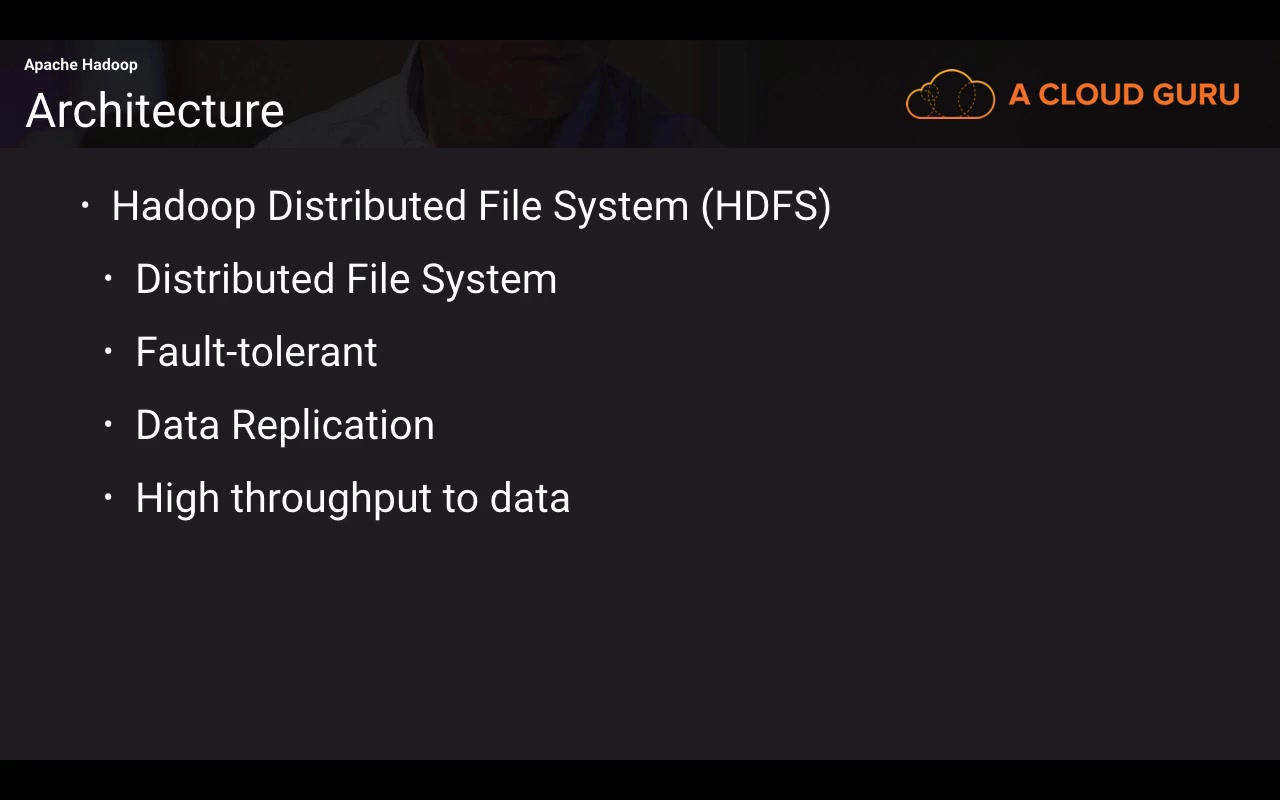 Apache Hadoop
Architecture
A CLOUD GURU
• Hadoop Distributed File System (HDFS)
• Distributed File System
• Fault-tolerant
• Data Replication
• High throughput to data